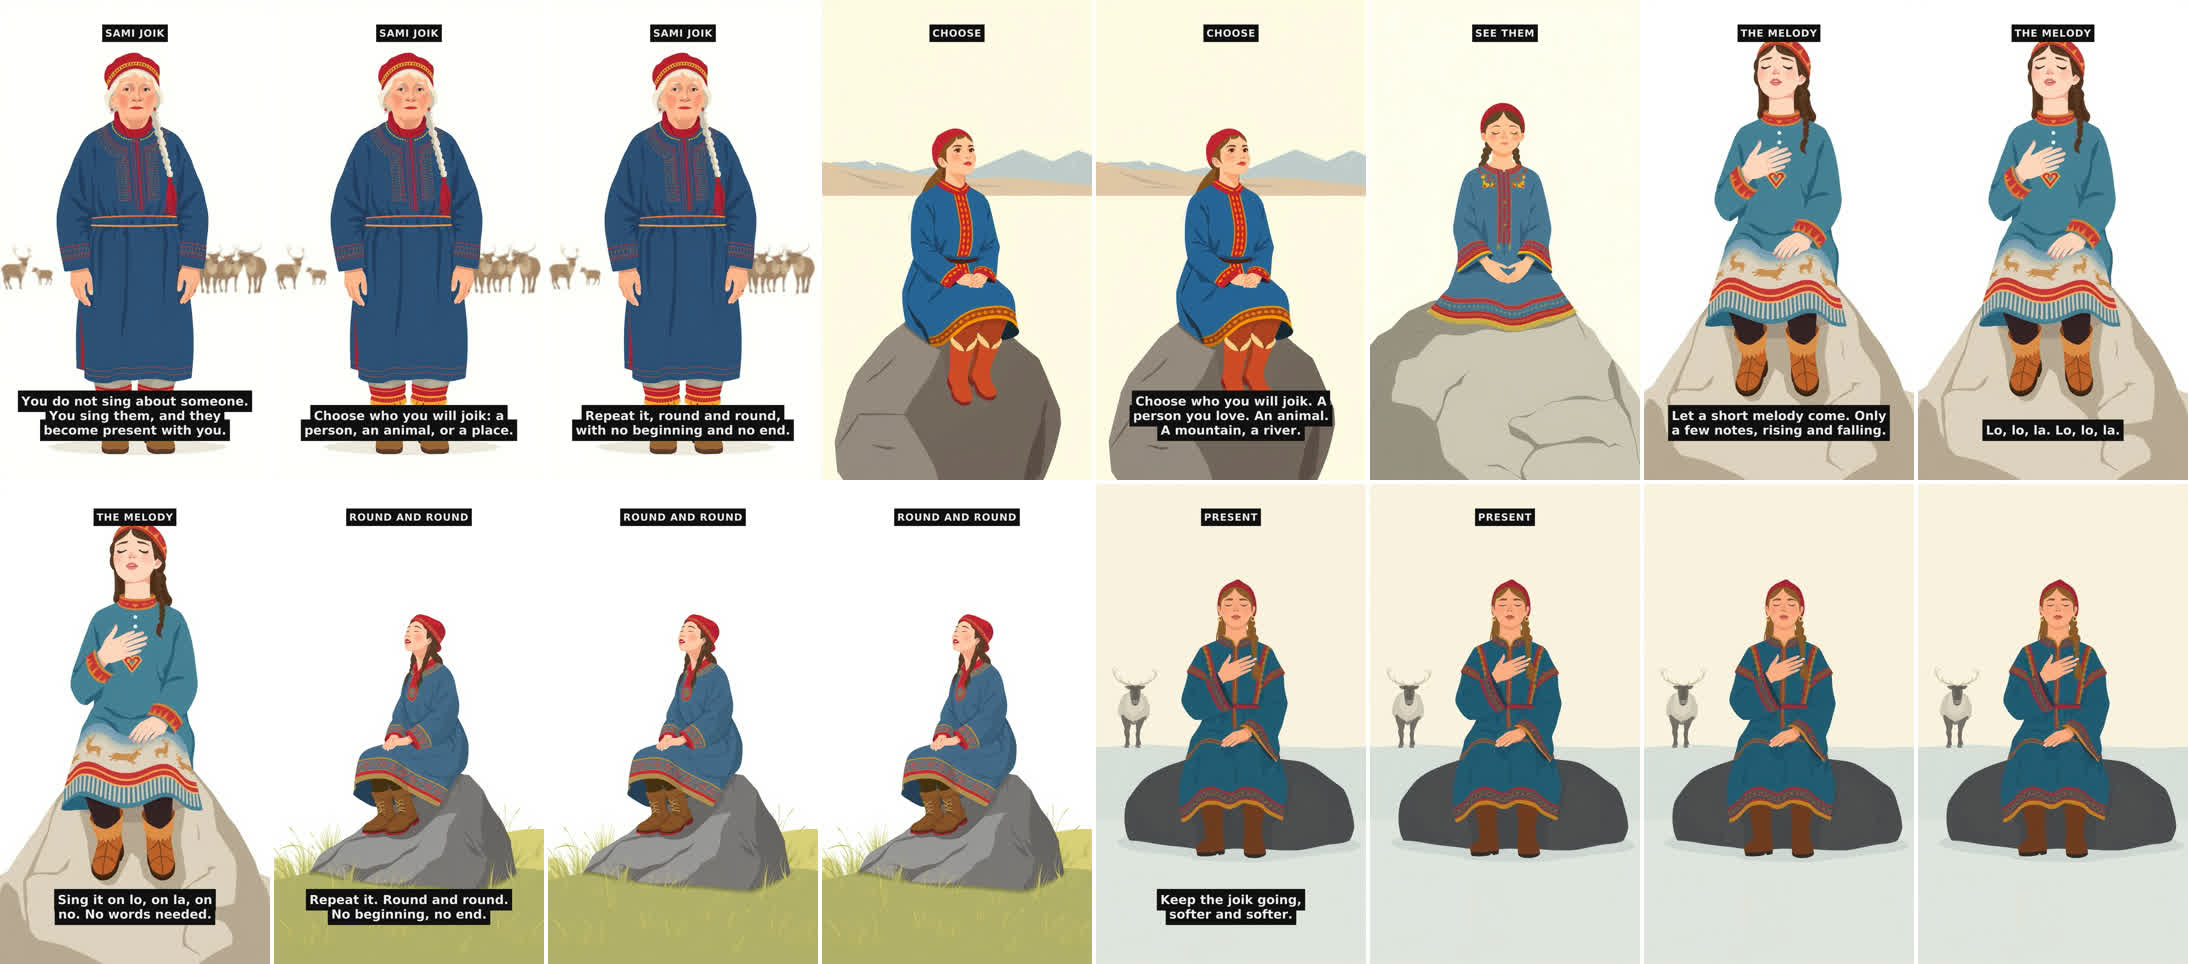 SAMI JOIK
You do not sing about someone.
You sing them, and they
become present with you.
SAMI JOIK
Choose who you will joik: a
person, an animal, or a place.
SAMI JOIK
Repeat it, round and round,
with no beginning and no end.
CHOOSE
CHOOSE
Choose who you will joik. A
person you love. An animal.
A mountain, a river.
SEE THEM
THE MELODY
Let a short melody come. Only
a few notes, rising and falling.
THE MELODY
Lo, lo, la. Lo, lo, la.
THE MELODY
Sing it on lo, on la, on
no. No words needed.
ROUND AND ROUND
Repeat it. Round and round.
No beginning, no end.
ROUND AND ROUND
ROUND AND ROUND
PRESENT
Keep the joik going,
softer and softer.
PRESENT